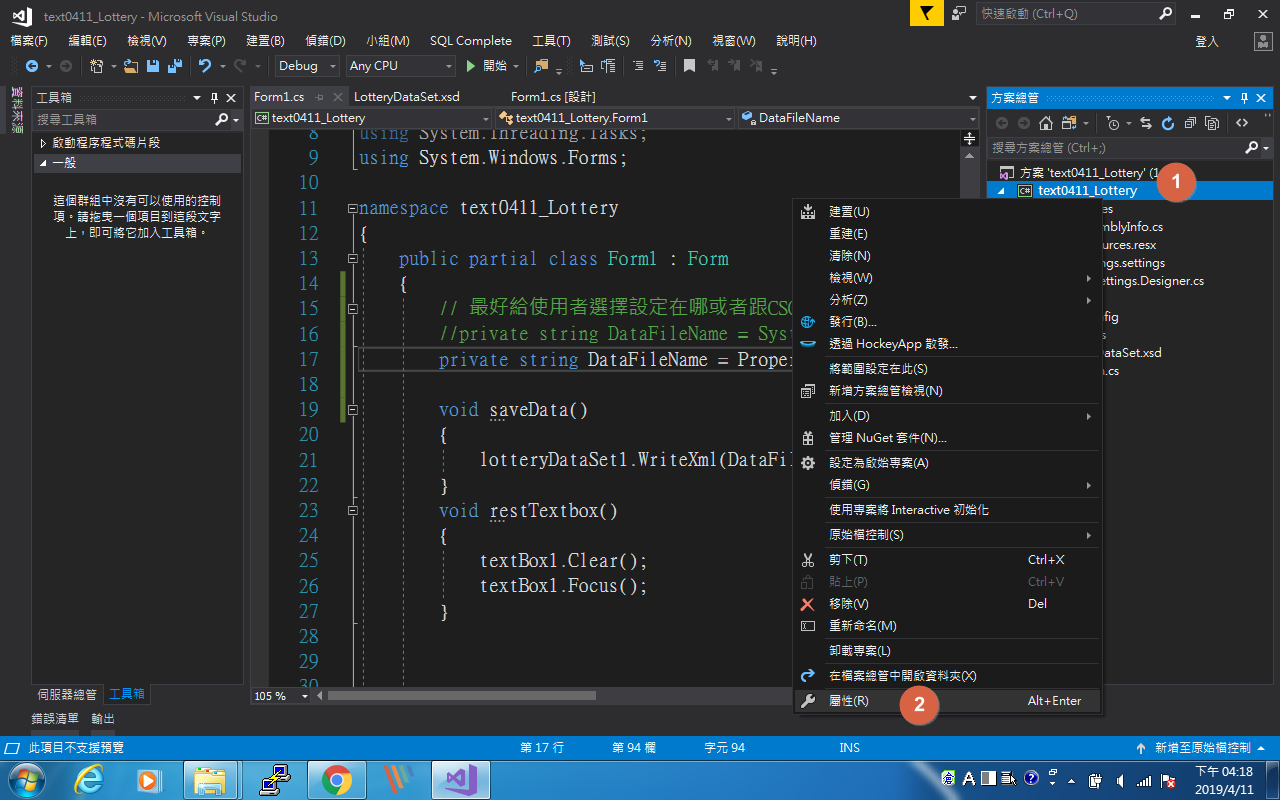 text0411_Lottery - Microsoft Visual Studio
快速啟動 (Ctrl+Q)
檔案(F) 編輯(E) 檢視(V) 專案(P) 建置(B) 偵錯(D) 小組(M) SQL Complete 工具(T) 測試(S) 分析(N) 視窗(W) 說明(H)
登入
Debug Any CPU 開始
資料來源
工具箱
搜尋工具箱
啟動程序程式碼片段
一般
這個群組中沒有可以使用的控制
項。請拖曳一個項目到這段文字
上，即可將它加入工具箱。
伺服器總管 工具箱
錯誤清單 輸出
Form1.cs LotteryDataSet.xsd Form1.cs [設計]
text0411_Lottery text0411_Lottery.Form1 DataFileName
8 using System.Threading.Tasks;
9 using System.Windows.Forms;
10
11 namespace text0411_Lottery
12 {
13 public partial class Form1 : Form
14 {
15 // 最好給使用者選擇設定在哪或者跟CS
16 //private string DataFileName = Syst
17 private string DataFileName = Proper
18
19 void saveData()
20 {
21 lotteryDataSet1.WriteXml(DataFil
22 }
23 void restTextbox()
24 {
25 textBox1.Clear();
26 textBox1.Focus();
27 }
28
29
30
105 %
方案總管
搜尋方案總管 (Ctrl+;)
方案 'text0411_Lottery' (1
1
text0411_Lottery
es
mblyInfo.cs
urces.resx
ngs.settings
ettings.Designer.cs
fig
s
DataSet.xsd
n.cs
建置(U)
重建(E)
清除(N)
檢視(W)
分析(Z)
發行(B)...
透過 HockeyApp 散發...
將範圍設定在此(S)
新增方案總管檢視(N)
加入(D)
管理 NuGet 套件(N)...
設定為啟始專案(A)
偵錯(G)
使用專案將 Interactive 初始化
原始檔控制(S)
剪下(T) Ctrl+X
貼上(P) Ctrl+V
移除(V) Del
重新命名(M)
卸載專案(L)
在檔案總管中開啟資料夾(X)
屬性(R) 2 Alt+Enter
此項目不支援預覽 第 17 行 第 94 欄 字元 94 INS 新增至原始檔控制
A
下午 04:18
2019/4/11